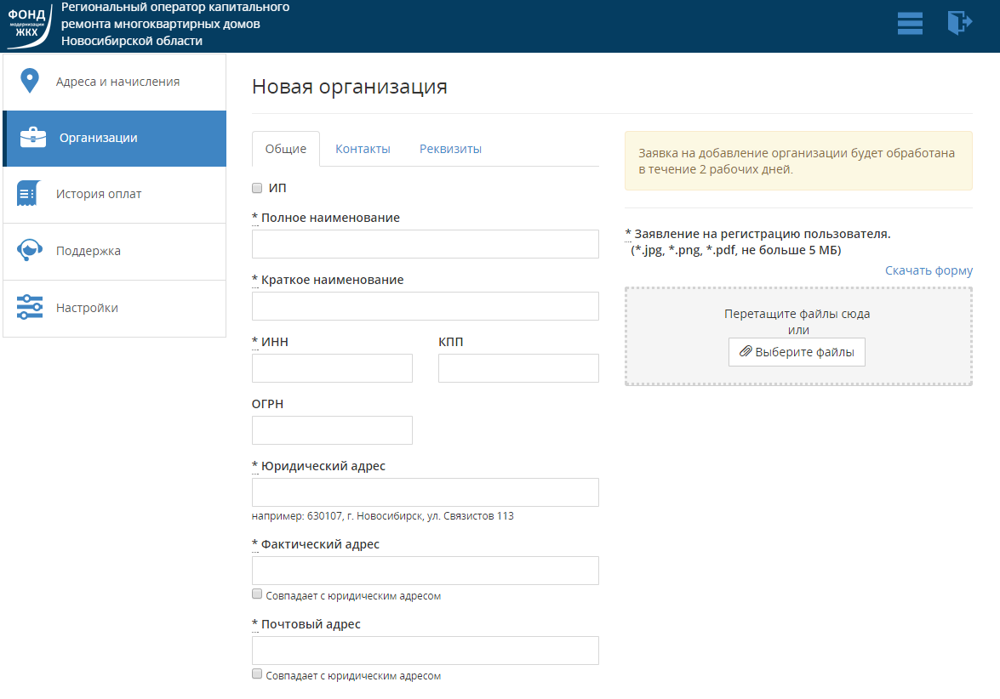 ФОНД
модернизации
ЖКХ
Региональный оператор капитального
ремонта многоквартирных домов
Новосибирской области
Адреса и начисления
Организации
История оплат
Поддержка
Настройки
Новая организация
Общие Контакты Реквизиты
ИП
* Полное наименование
* Краткое наименование
* ИНН КПП
ОГРН
* Юридический адрес
например: 630107, г. Новосибирск, ул. Связистов 113
* Фактический адрес
Совпадает с юридическим адресом
* Почтовый адрес
Совпадает с юридическим адресом
Заявка на добавление организации будет обработана
в течение 2 рабочих дней.
* Заявление на регистрацию пользователя.
(*.jpg, *.png, *.pdf, не больше 5 МБ)
Скачать форму
Перетащите файлы сюда
или
Выберите файлы